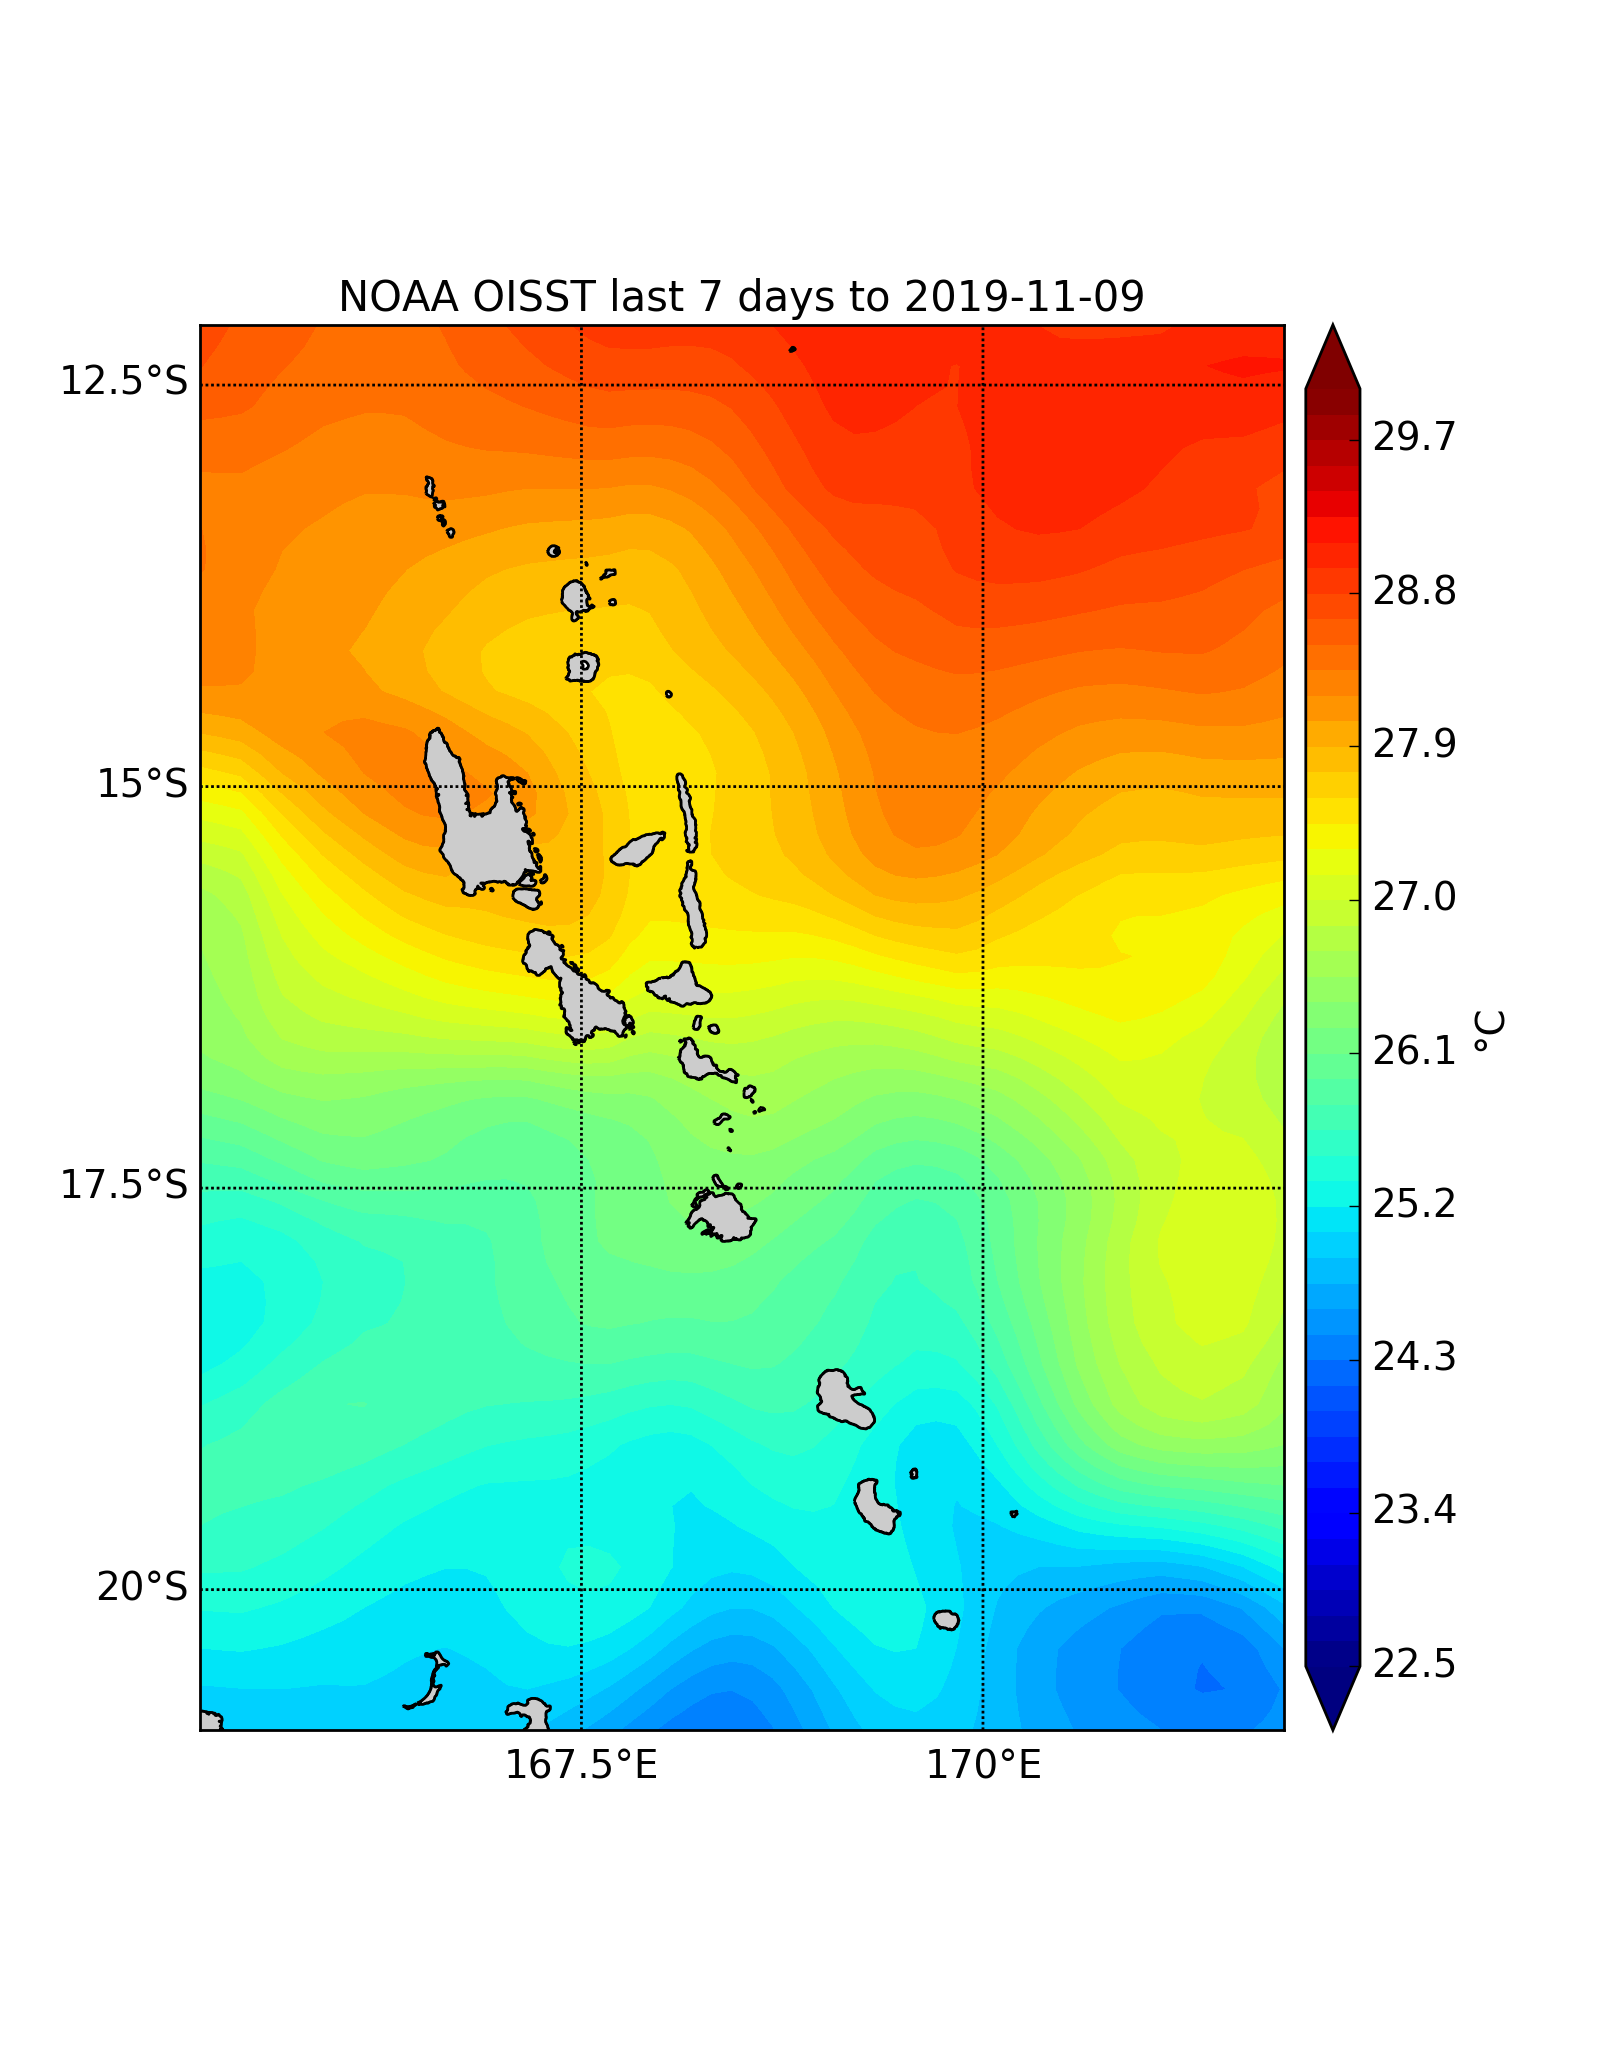 NOAA OISST last 7 days to 2019-11-09
12.5°S
15°S
17.5°S
20°S
167.5°E
170°E
29.7
28.8
27.9
27.0
26.1
25.2
24.3
23.4
22.5
°C